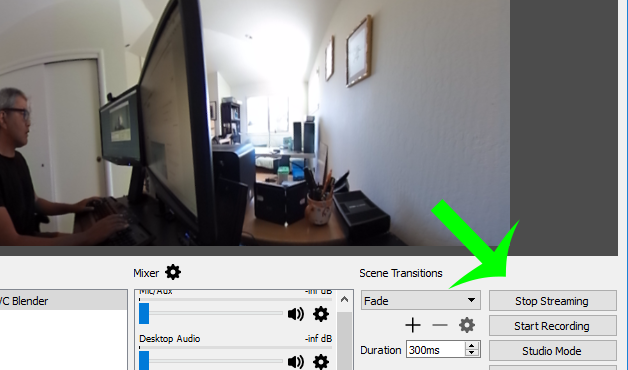 Mixer
Scene Transitions
VC Blender
Mic/Aux
-inf dB
Fade
Stop Streaming
Start Recording
Desktop Audio
-inf dB
Duration
300ms
Studio Mode